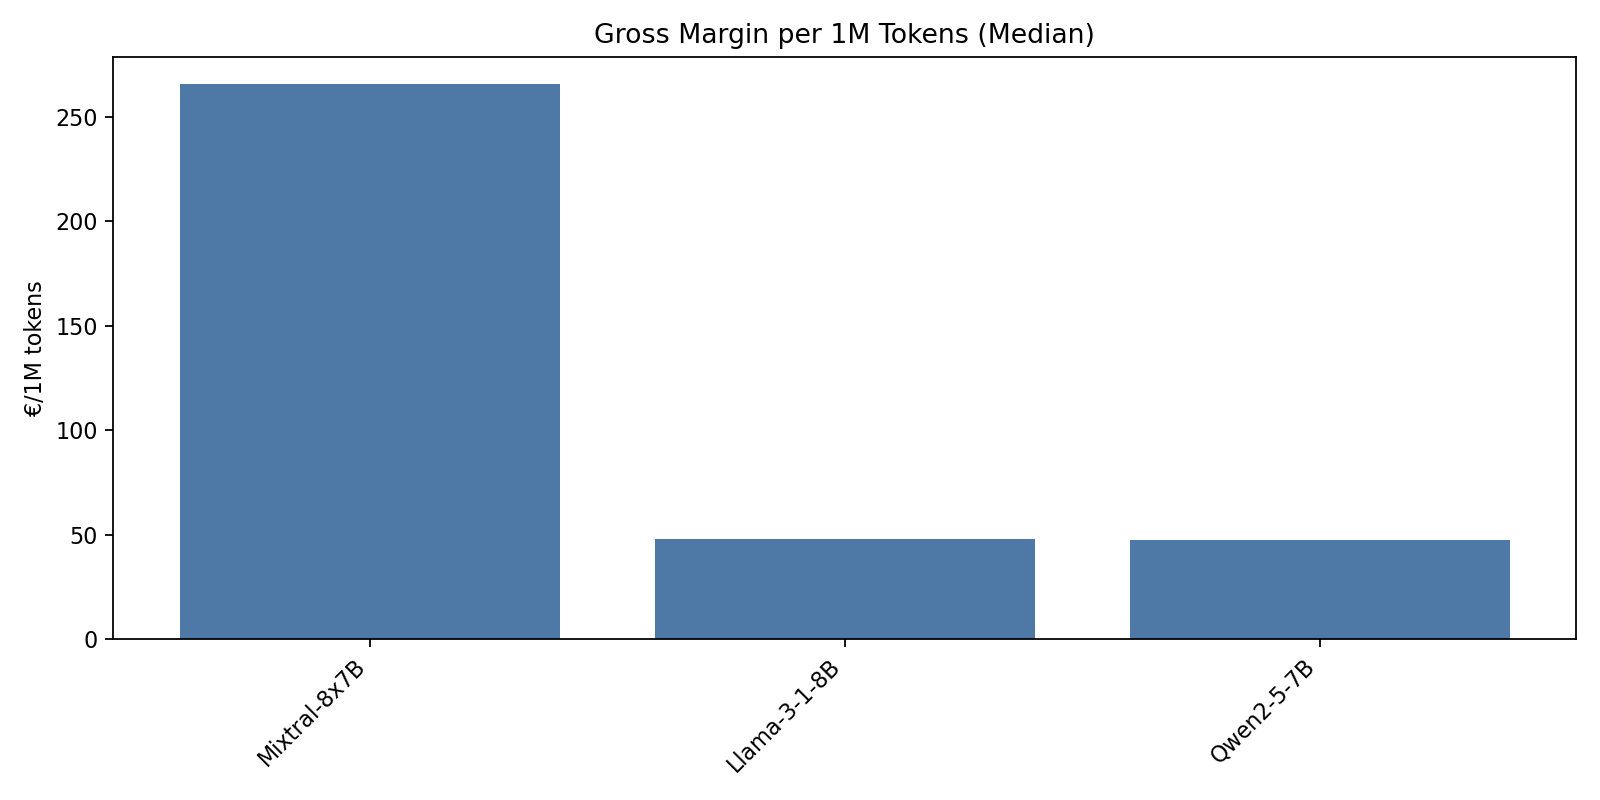 Gross Margin per 1M Tokens (Median)
€/1M tokens
250
200
150
100
50
0
Mixtral-8x7B
Llama-3-1-8B
Qwen2-5-7B